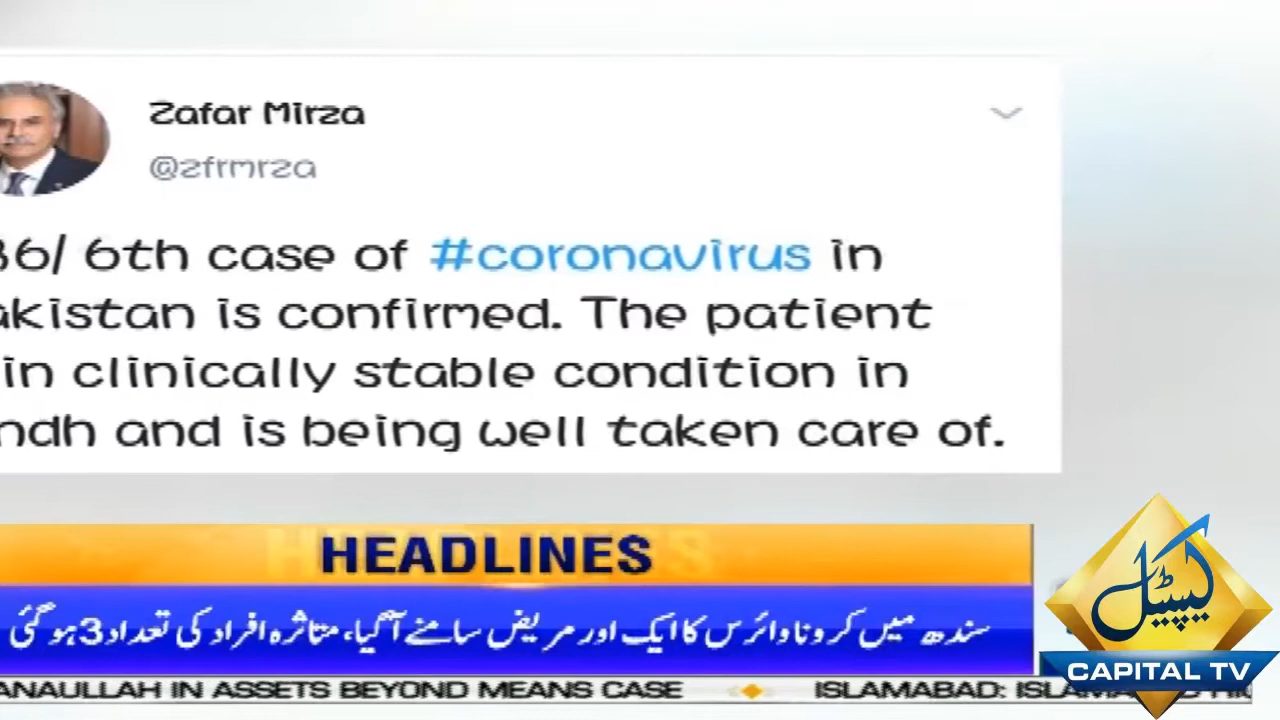 Zafar Mirza
@zfrmrza
36/ 6th case of #coronavirus in
akistan is confirmed. The patient
in clinically stable condition in
ndh and is being well taken care of.
HEADLINES
سندھ میں کرونا وائرس کا ایک اور مریض سامنے آگیا، متاثرہ افراد کی تعداد 3 ہوگئی
کیپیٹل
CAPITAL TV
ANAULLAH IN ASSETS BEYOND MEANS CASE ISLAMABAD: